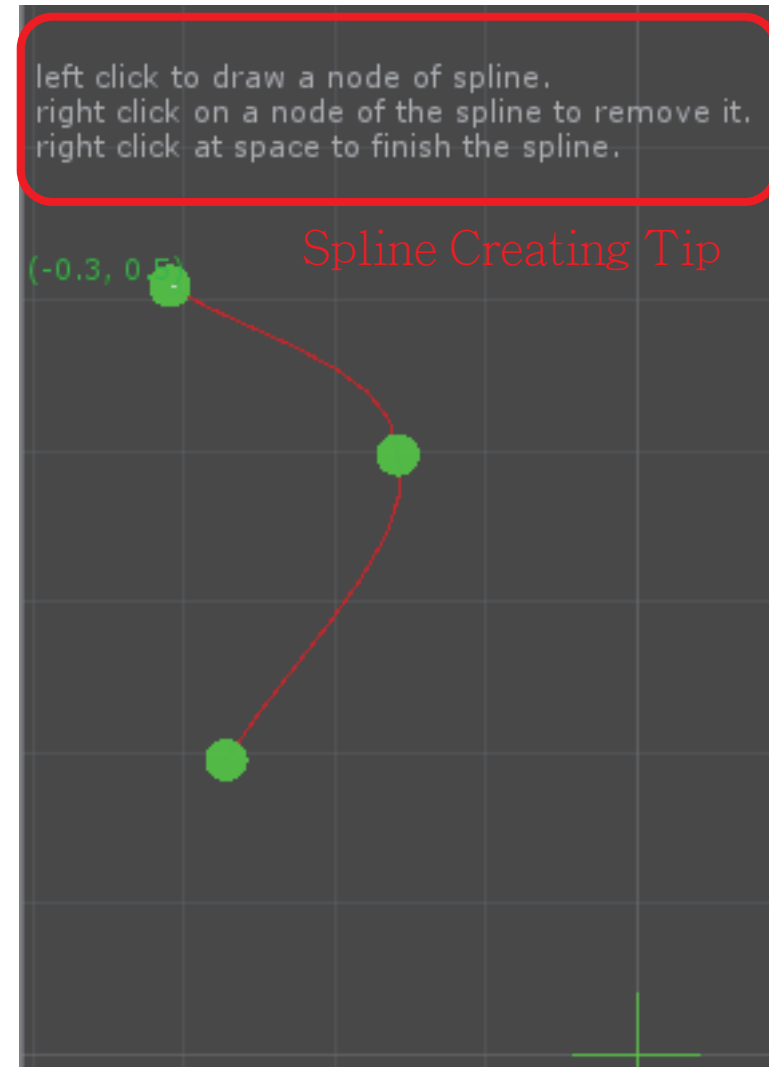 left click to draw a node of spline.
right click on a node of the spline to remove it.
right click at space to finish the spline.
Spline Creating Tip
(-0.3, 0.5)